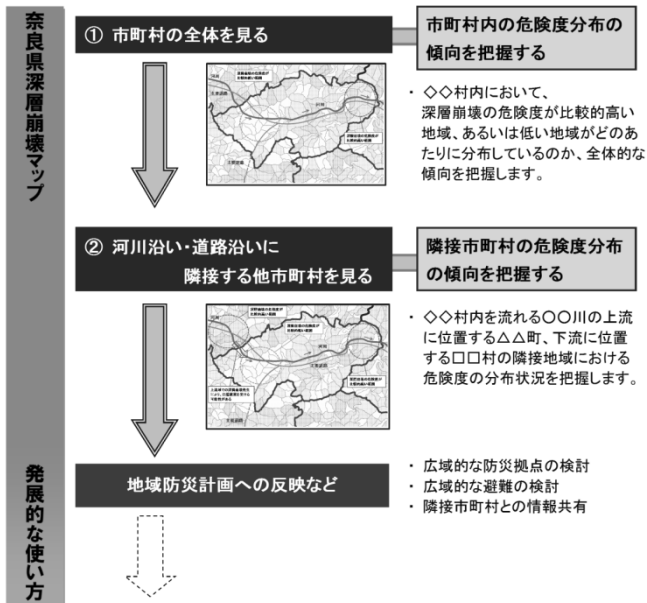 奈良県深層崩壊マップ
① 市町村の全体を見る
市町村内の危険度分布の
傾向を把握する
・ ◇◇村内において、
深層崩壊の危険度が比較的高い
地域、あるいは低い地域がどのあ
たりに分布しているのか、全体的な
傾向を把握します。
② 河川沿い・道路沿いに
隣接する他市町村を見る
隣接市町村の危険度分布
の傾向を把握する
・ ◇◇村内を流れる〇〇川の上流
に位置する△△町、下流に位置
する□□村の隣接地域における
危険度の分布状況を把握します。
発展的な使い方
地域防災計画への反映など
・ 広域的な防災拠点の検討
・ 広域的な避難の検討
・ 隣接市町村との情報共有